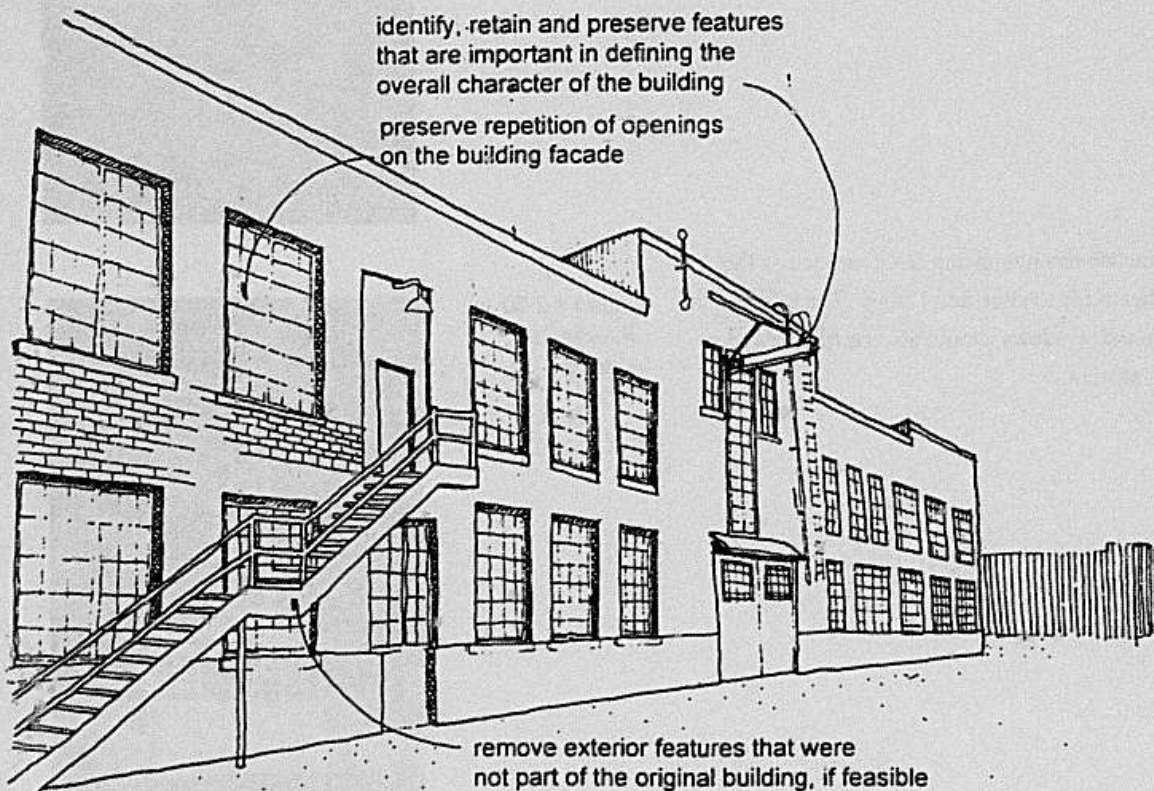 identify, retain and preserve features
that are important in defining the
overall character of the building
preserve repetition of openings
on the building facade
remove exterior features that were
not part of the original building, if feasible